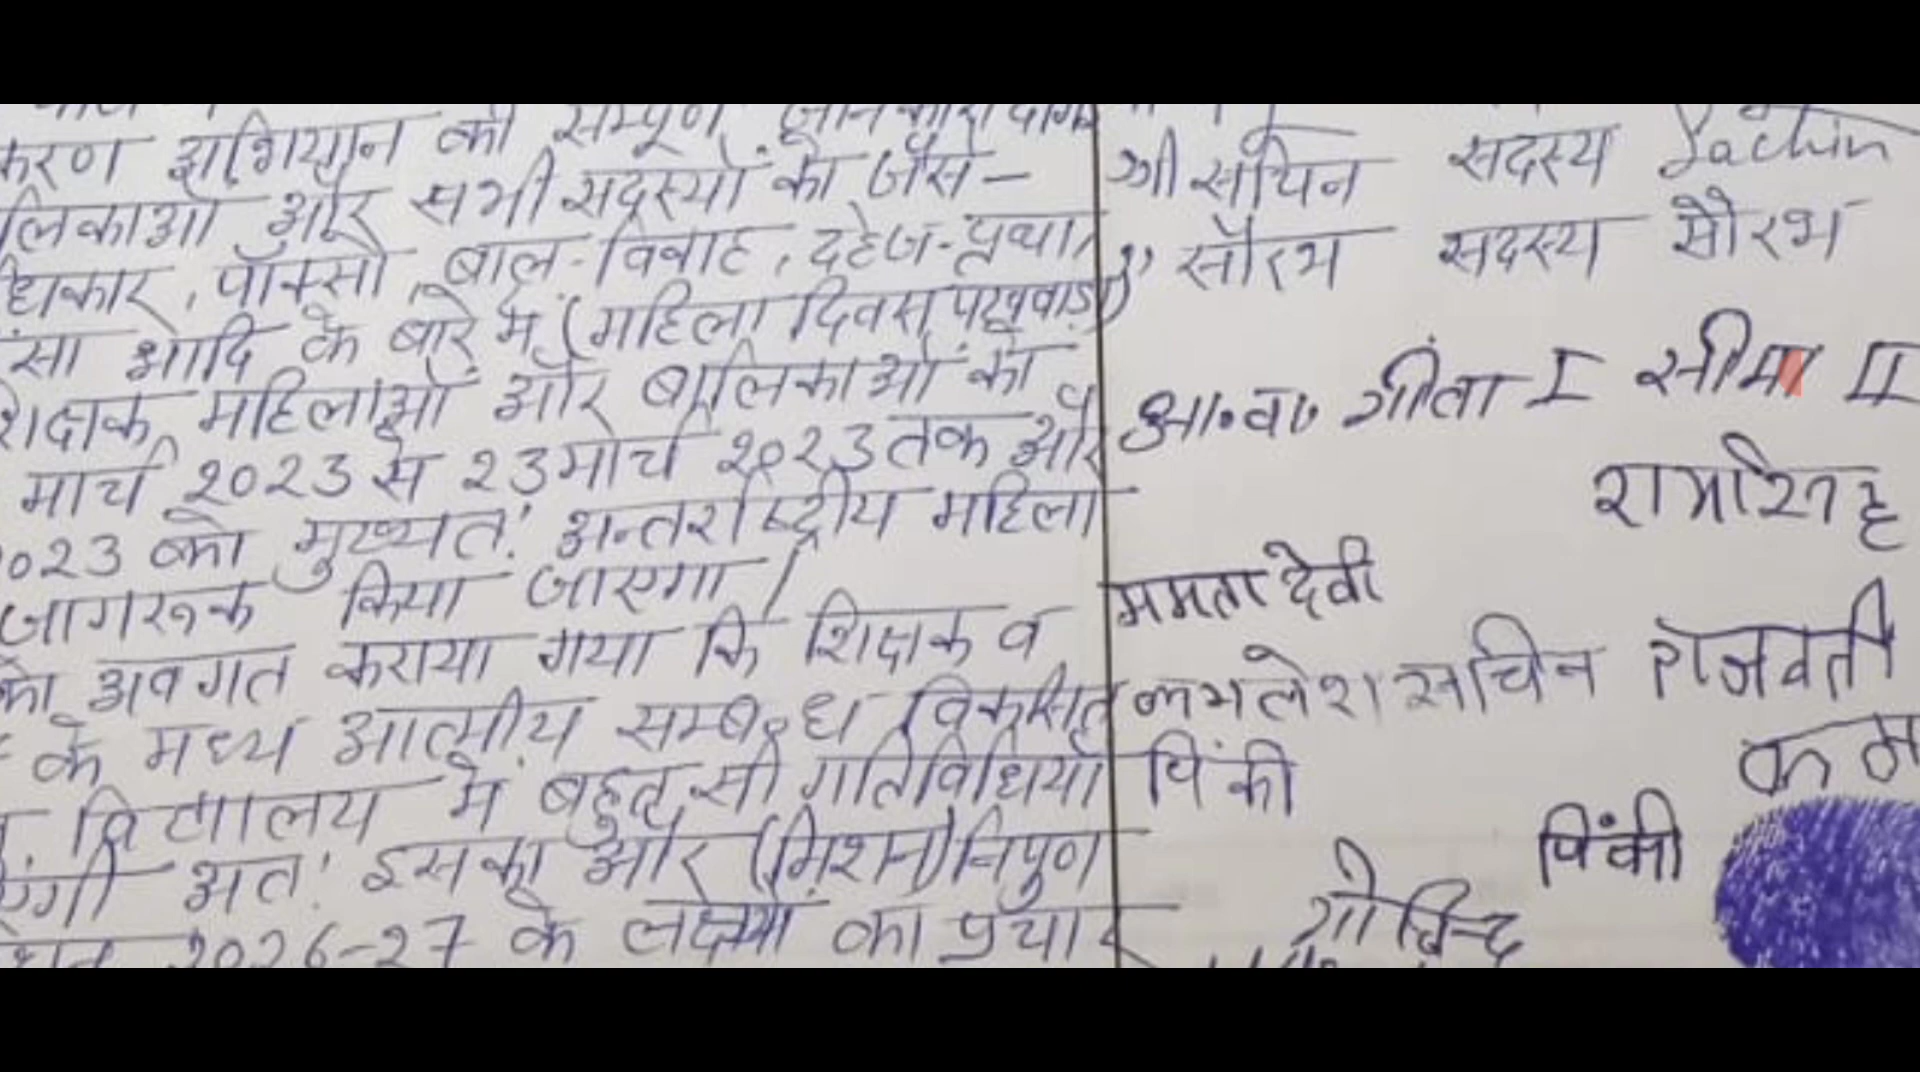 करण अभियान की सम्पूर्ण जानकारी दी गई
लिकाओं और सभी सदस्यों को जैसे-
धिकार, पॉक्सो, बाल-विवाह, दहेज-प्रथा,
ंसा आदि के बारे में (महिला दिवस पखवाड़ा)
शिक्षक महिलाओं और बालिकाओं को
मार्च 2023 से 23 मार्च 2023 तक और
2023 को मुख्यतः अन्तर्राष्ट्रीय महिला
जागरूक किया जाएगा।
को अवगत कराया गया कि शिक्षक व
के मध्य आत्मीय सम्बन्ध विकसित
विद्यालय में बहुत सी गतिविधियाँ
एंगी अतः इसका और (मिशन) निपुण
2026-27 के लक्ष्यों का प्रचार
श्री सचिन सदस्य Sachin
" सौरभ सदस्य सौरभ
आ.वा. गीता I सीमा II
ममता देवी
सचिन राजवती
पिंकी
पिंकी
गोविन्द